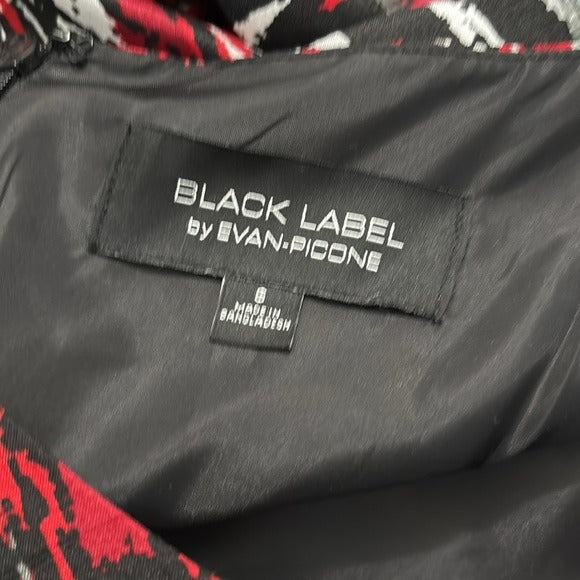 BLACK LABEL
by EVAN-PICONE
8
MADE IN
BANGLADESH